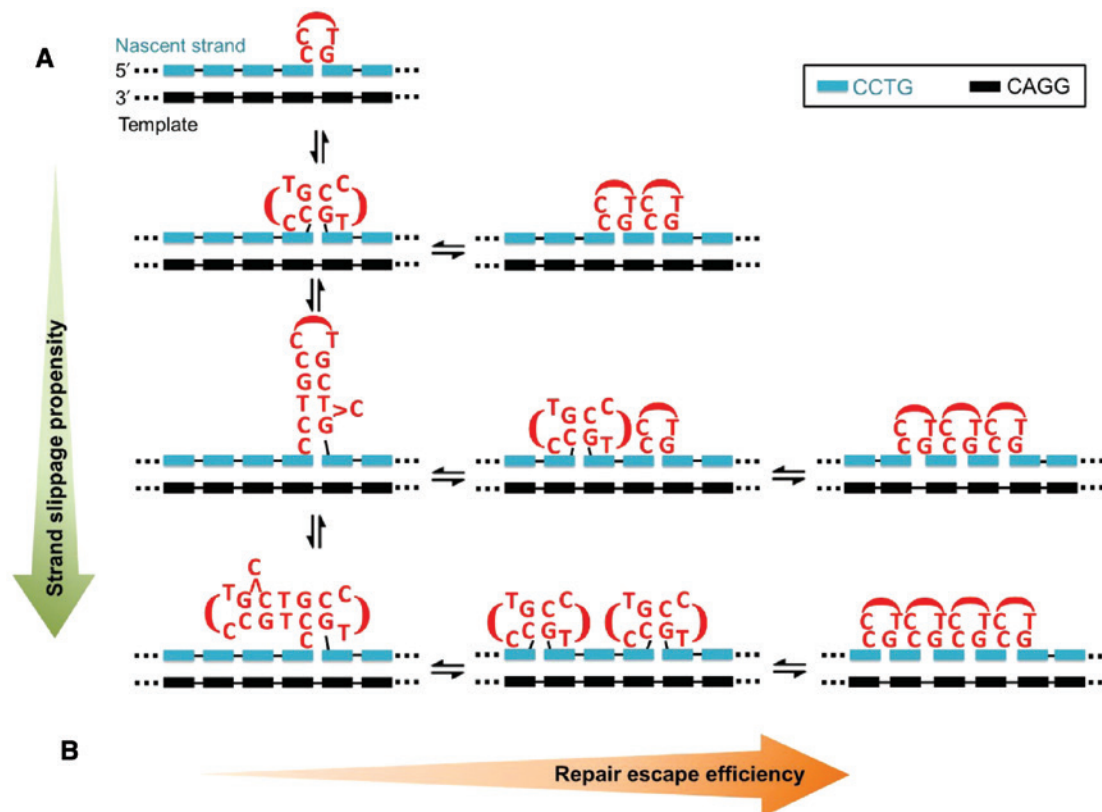 A
Nascent strand
5′
3′
Template
CCTG
CAGG
C T
C G
T G C C
( C C G T )
C T C T
C G C G
C T
C G
G C
T T >C
C G
C
T G C C
( C C G T )
C T
C G
C T C T C T
C G C G C G
C
T G C T G C C
( C C G T C G T )
C
T G C C
( C C G T )
T G C C
( C C G T )
C T C T C T C T
C G C G C G C G
Strand slippage propensity
B
Repair escape efficiency